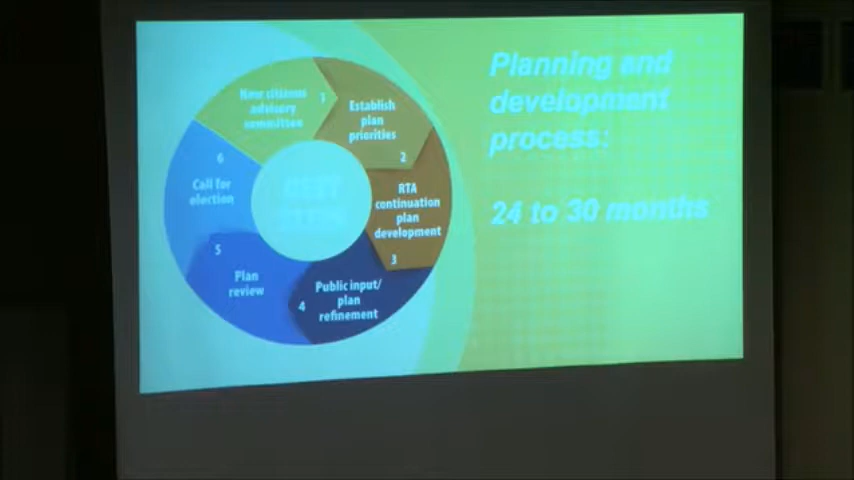 Planning and
development
process:
24 to 30 months
New citizens
advisory
committee
1
Establish
plan
priorities
2
RTA
continuation
plan
development
3
Public input/
plan
refinement
4
Plan
review
5
Call for
election
6